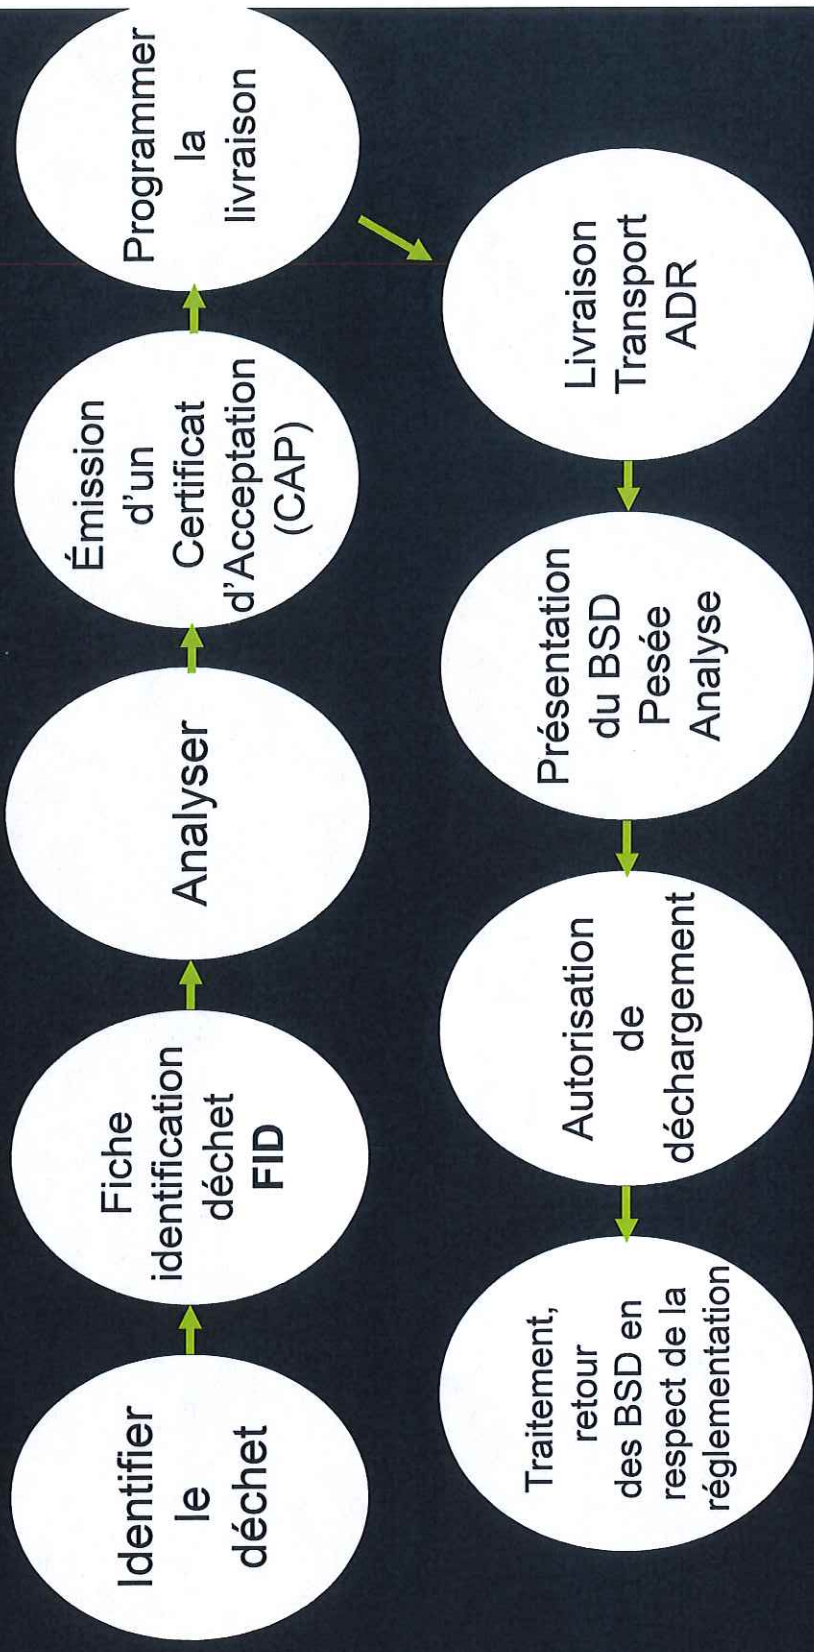 Identifier
le
déchet
Fiche
identification
déchet
FID
Analyser
Émission
d'un
Certificat
d'Acceptation
(CAP)
Programmer
la
livraison
Livraison
Transport
ADR
Présentation
du BSD
Pesée
Analyse
Autorisation
de
déchargement
Traitement,
retour
des BSD en
respect de la
réglementation